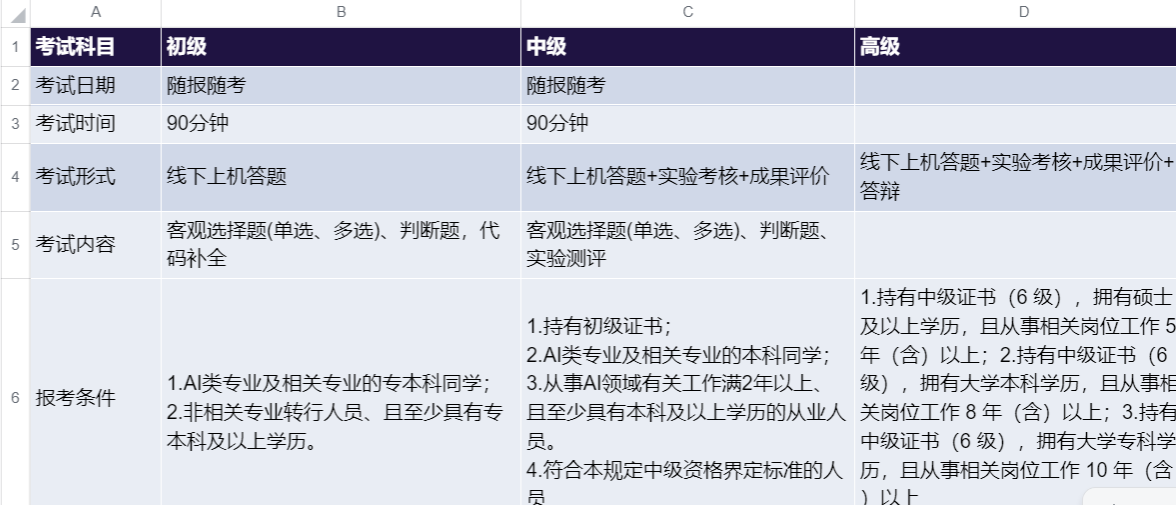 A B C D
1 考试科目 初级 中级 高级
2 考试日期 随报随考 随报随考
3 考试时间 90分钟 90分钟
4 考试形式 线下上机答题 线下上机答题+实验考核+成果评价 线下上机答题+实验考核+成果评价+
答辩
5 考试内容 客观选择题(单选、多选)、判断题，代
码补全
客观选择题(单选、多选)、判断题、
实验测评
6 报考条件
1.AI类专业及相关专业的专本科同学；
2.非相关专业转行人员、且至少具有专
本科及以上学历。
1.持有初级证书；
2.AI类专业及相关专业的本科同学；
3.从事AI领域有关工作满2年以上、
且至少具有本科及以上学历的从业人
员。
4.符合本规定中级资格界定标准的人
员
1.持有中级证书（6 级），拥有硕士
及以上学历，且从事相关岗位工作 5
年（含）以上；2.持有中级证书（6
级），拥有大学本科学历，且从事相
关岗位工作 8 年（含）以上；3.持有
中级证书（6 级），拥有大学专科学
历，且从事相关岗位工作 10 年（含
）以上